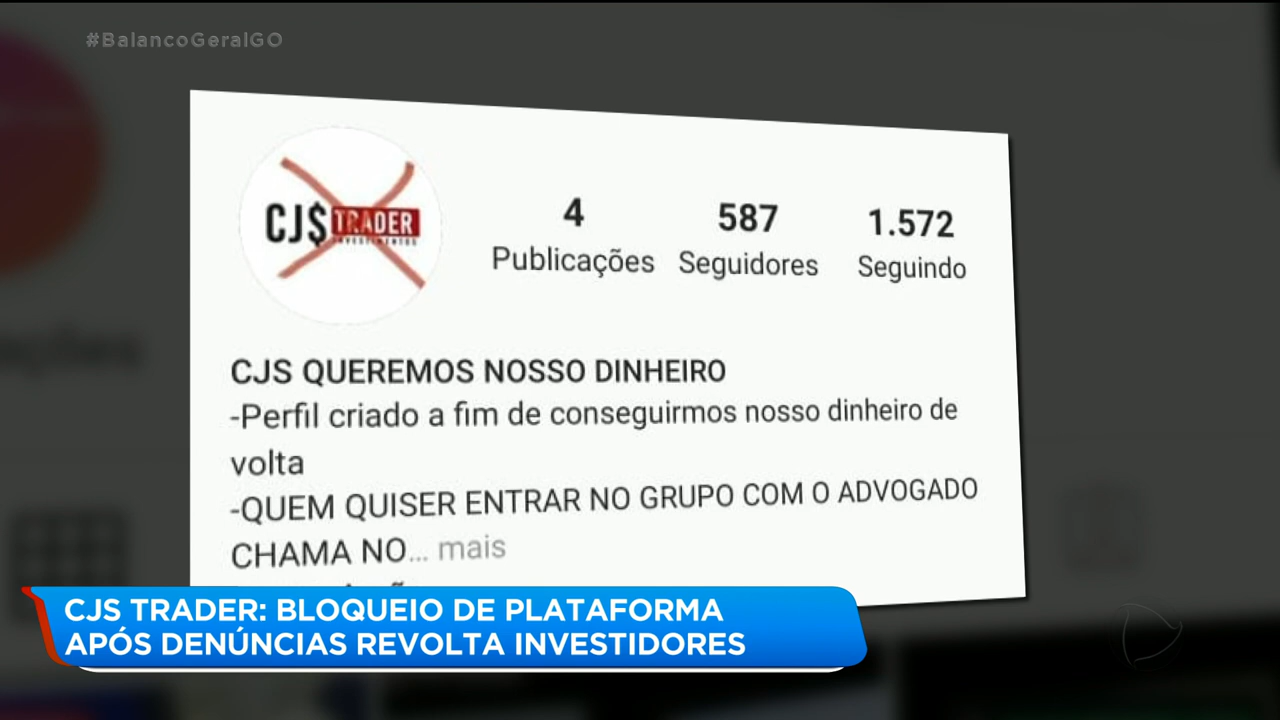 #BalancoGeralGO
CJ$ TRADER
INVESTIMENTOS
4
Publicações
587
Seguidores
1.572
Seguindo
CJS QUEREMOS NOSSO DINHEIRO
-Perfil criado a fim de conseguirmos nosso dinheiro de
volta
-QUEM QUISER ENTRAR NO GRUPO COM O ADVOGADO
CHAMA NO... mais
CJS TRADER: BLOQUEIO DE PLATAFORMA
APÓS DENÚNCIAS REVOLTA INVESTIDORES